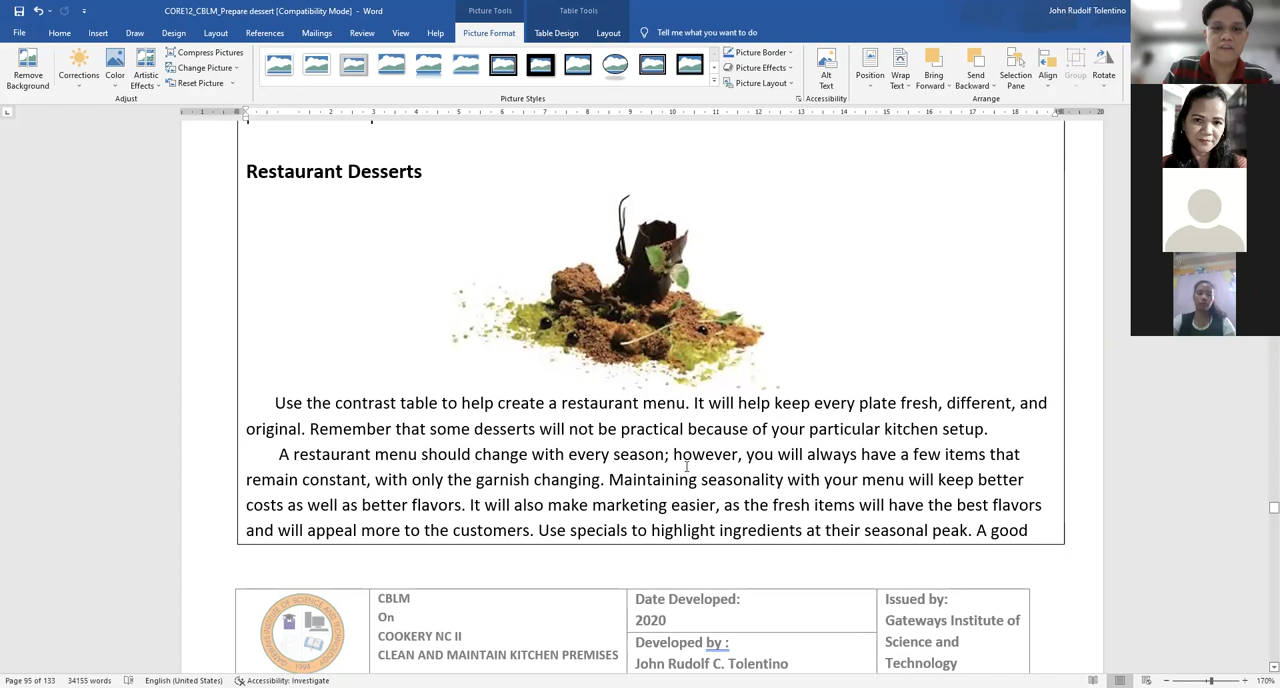 CORE12_CBLM_Prepare dessert [Compatibility Mode] - Word
Picture Tools
Table Tools
John Rudolf Tolentino
File
Home
Insert
Draw
Design
Layout
References
Mailings
Review
View
Help
Picture Format
Table Design
Layout
Tell me what you want to do
Remove Background
Corrections
Color
Artistic Effects
Compress Pictures
Change Picture
Reset Picture
Adjust
Picture Styles
Picture Border
Picture Effects
Picture Layout
Alt Text
Accessibility
Position
Wrap Text
Bring Forward
Send Backward
Selection Pane
Align
Group
Rotate
Arrange
Restaurant Desserts
Use the contrast table to help create a restaurant menu. It will help keep every plate fresh, different, and
original. Remember that some desserts will not be practical because of your particular kitchen setup.
A restaurant menu should change with every season; however, you will always have a few items that
remain constant, with only the garnish changing. Maintaining seasonality with your menu will keep better
costs as well as better flavors. It will also make marketing easier, as the fresh items will have the best flavors
and will appeal more to the customers. Use specials to highlight ingredients at their seasonal peak. A good
GATEWAYS INSTITUTE OF SCIENCE AND TECHNOLOGY
1994
CBLM
On
COOKERY NC II
CLEAN AND MAINTAIN KITCHEN PREMISES
Date Developed:
2020
Developed by :
John Rudolf C. Tolentino
Issued by:
Gateways Institute of
Science and
Technology
Page 95 of 133
34155 words
English (United States)
Accessibility: Investigate
170%